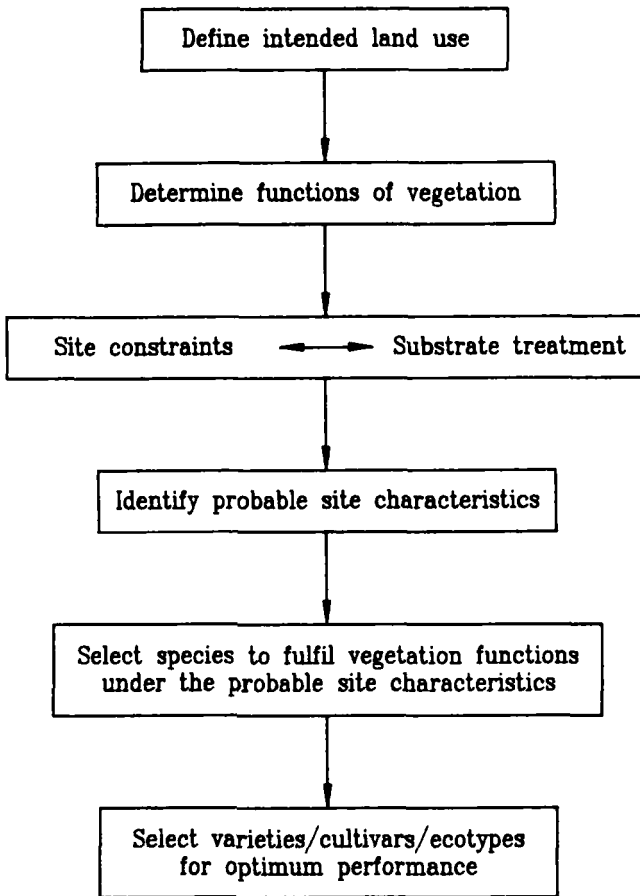 Define intended land use
Determine functions of vegetation
Site constraints Substrate treatment
Identify probable site characteristics
Select species to fulfil vegetation functions
under the probable site characteristics
Select varieties/cultivars/ecotypes
for optimum performance